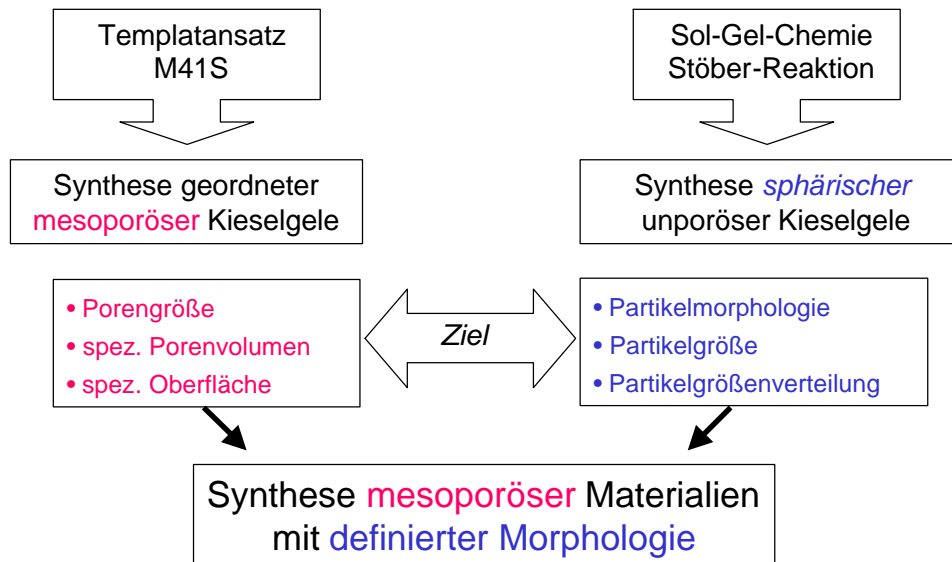 Templatansatz
M41S
Sol-Gel-Chemie
Stöber-Reaktion
Synthese geordneter
mesoporöser Kieselgele
Synthese sphärischer
unporöser Kieselgele
• Porengröße
• spez. Porenvolumen
• spez. Oberfläche
Ziel
• Partikelmorphologie
• Partikelgröße
• Partikelgrößenverteilung
Synthese mesoporöser Materialien
mit definierter Morphologie